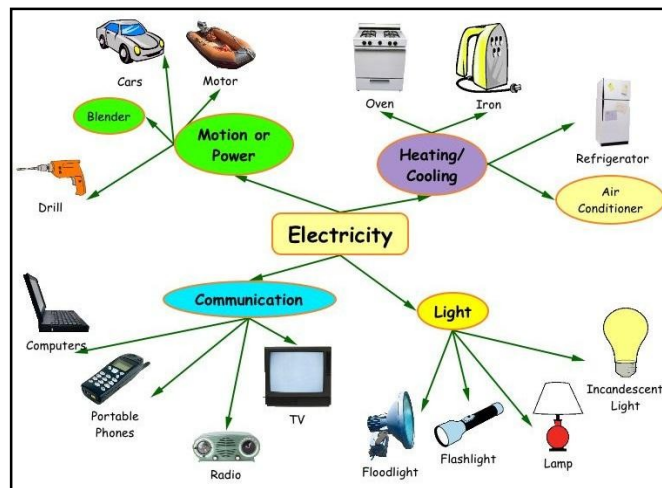 Cars
Motor
Blender
Motion or
Power
Drill
Oven
Iron
Heating/
Cooling
Refrigerator
Air
Conditioner
Electricity
Communication
Computers
Portable
Phones
Radio
TV
Light
Floodlight
Flashlight
Lamp
Incandescent
Light